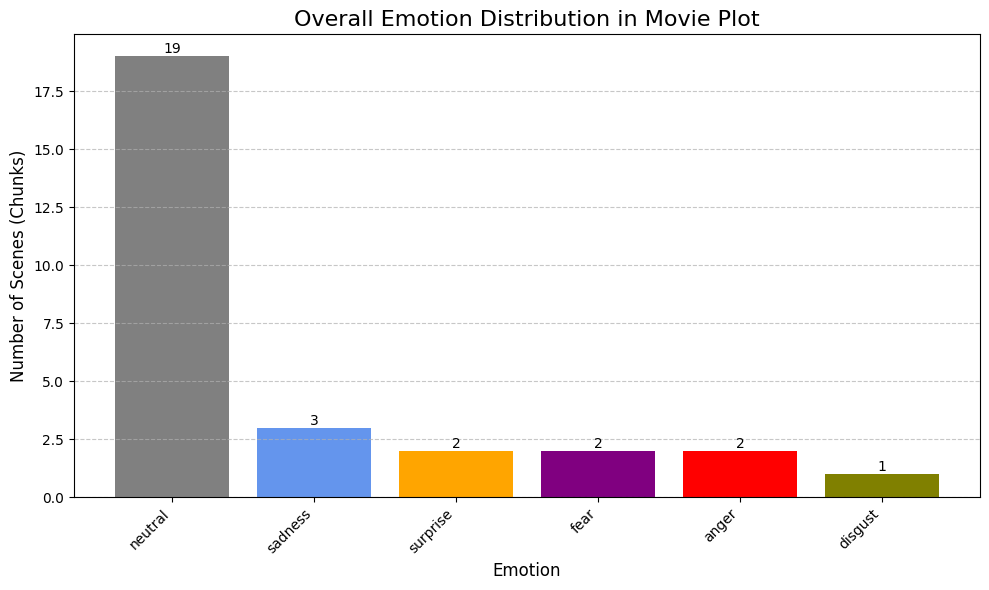 Overall Emotion Distribution in Movie Plot
Number of Scenes (Chunks)
17.5
15.0
12.5
10.0
7.5
5.0
2.5
0.0
19
3
2
2
2
1
neutral
sadness
surprise
fear
anger
disgust
Emotion